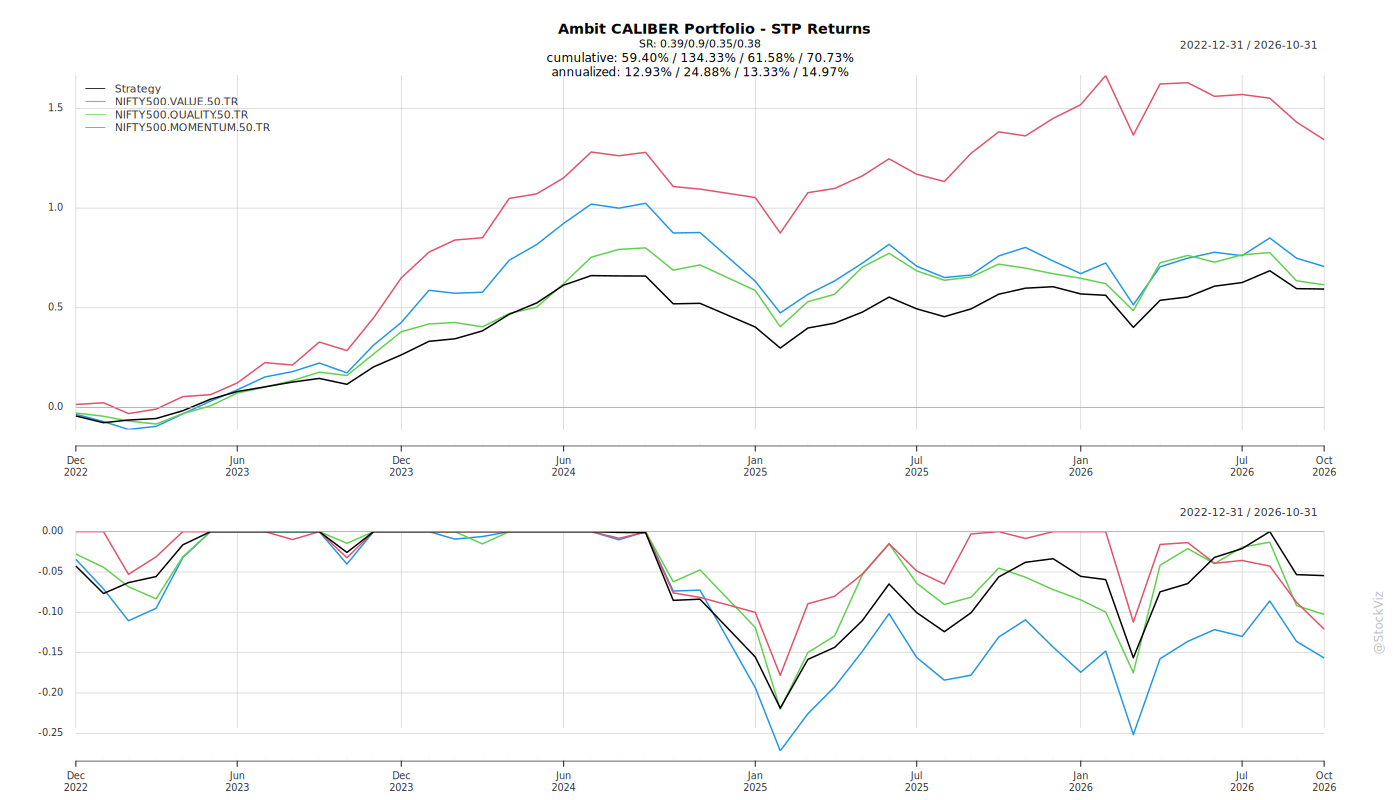 Ambit CALIBER Portfolio - STP Returns
SR: 0.39/0.9/0.35/0.38
cumulative: 59.40% / 134.33% / 61.58% / 70.73%
annualized: 12.93% / 24.88% / 13.33% / 14.97%
2022-12-31 / 2026-10-31
Strategy
NIFTY500.VALUE.50.TR
NIFTY500.QUALITY.50.TR
NIFTY500.MOMENTUM.50.TR
1.5
1.0
0.5
0.0
Dec Jun Dec Jun Jan Jul Jan Jul Oct
2022 2023 2023 2024 2025 2025 2026 2026 2026
2022-12-31 / 2026-10-31
0.00
-0.05
-0.10
-0.15
-0.20
-0.25
Dec Jun Dec Jun Jan Jul Jan Jul Oct
2022 2023 2023 2024 2025 2025 2026 2026 2026
@StockViz